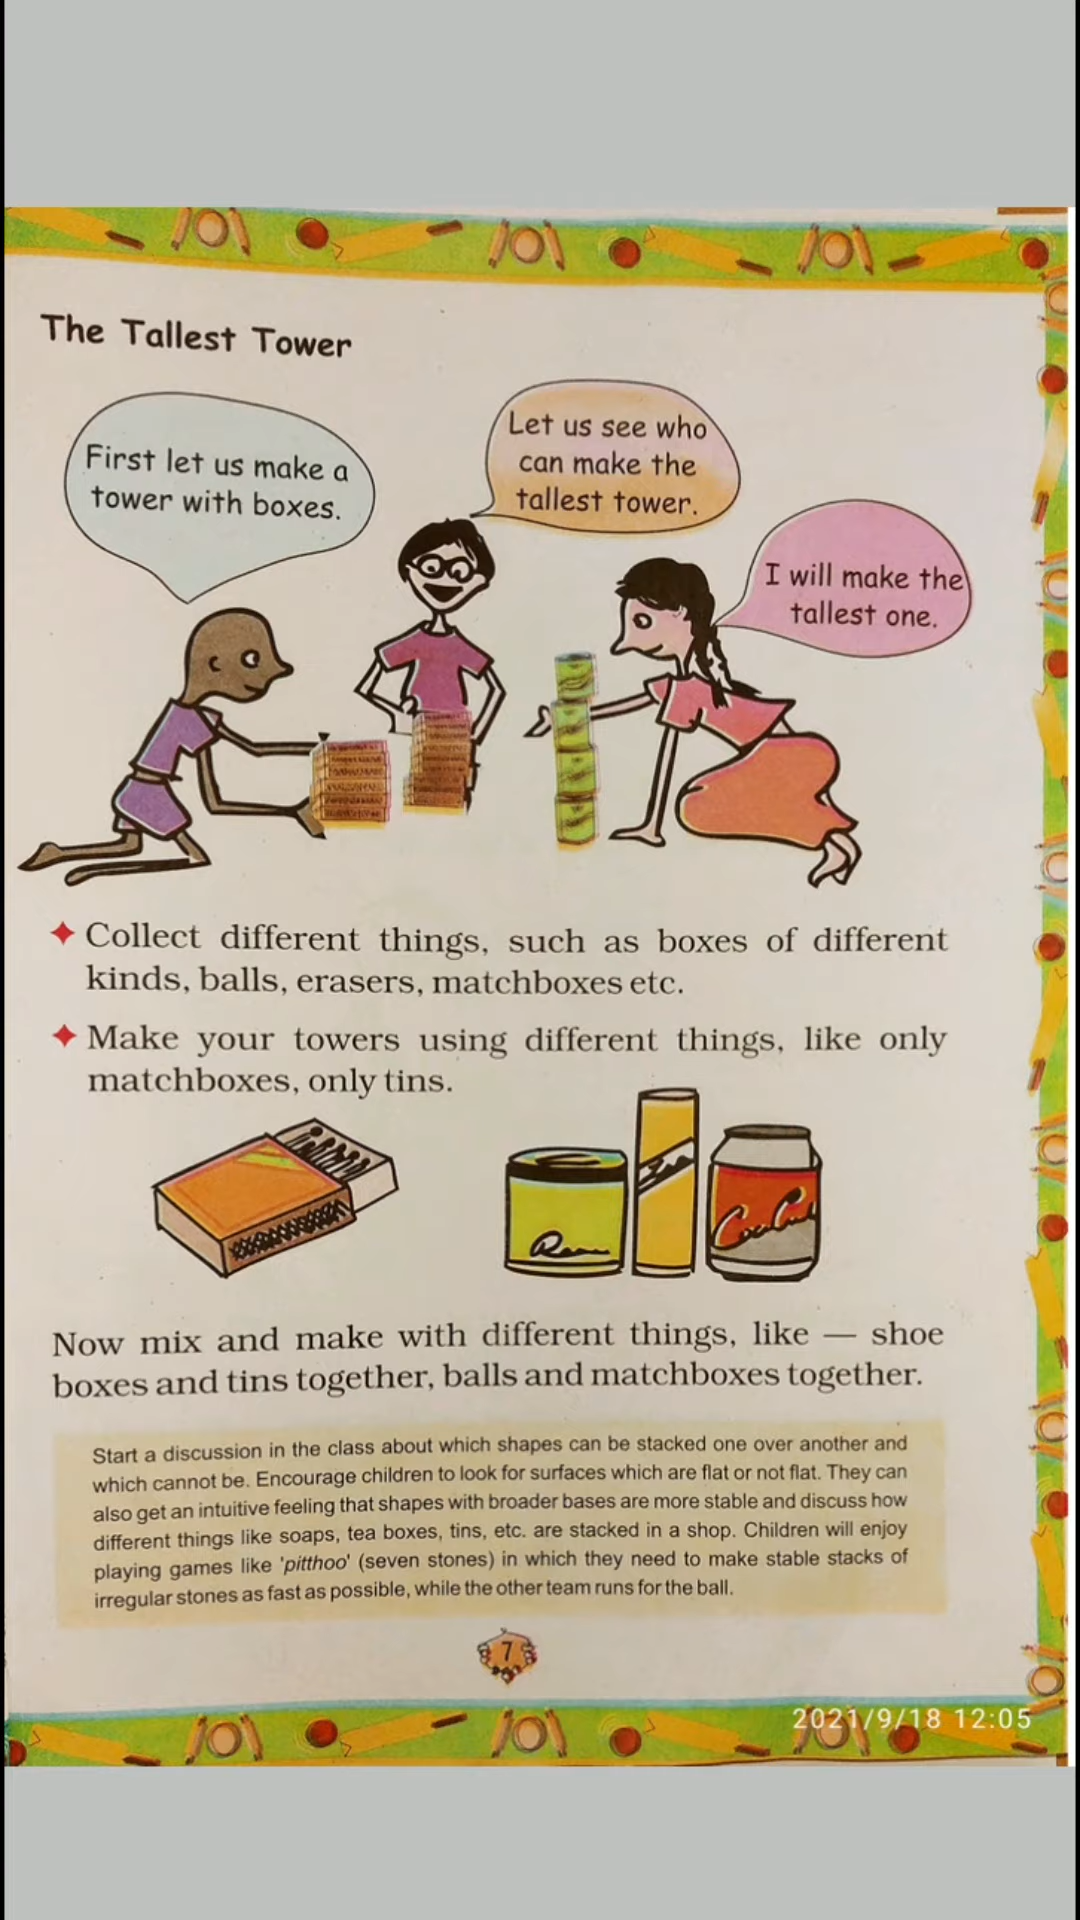 The Tallest Tower
First let us make a
tower with boxes.
Let us see who
can make the
tallest tower.
I will make the
tallest one.
Collect different things, such as boxes of different
kinds, balls, erasers, matchboxes etc.
Make your towers using different things, like only
matchboxes, only tins.
Now mix and make with different things, like — shoe
boxes and tins together, balls and matchboxes together.
Start a discussion in the class about which shapes can be stacked one over another and
which cannot be. Encourage children to look for surfaces which are flat or not flat. They can
also get an intuitive feeling that shapes with broader bases are more stable and discuss how
different things like soaps, tea boxes, tins, etc. are stacked in a shop. Children will enjoy
playing games like 'pitthoo' (seven stones) in which they need to make stable stacks of
irregular stones as fast as possible, while the other team runs for the ball.
7
2021/9/18 12:05